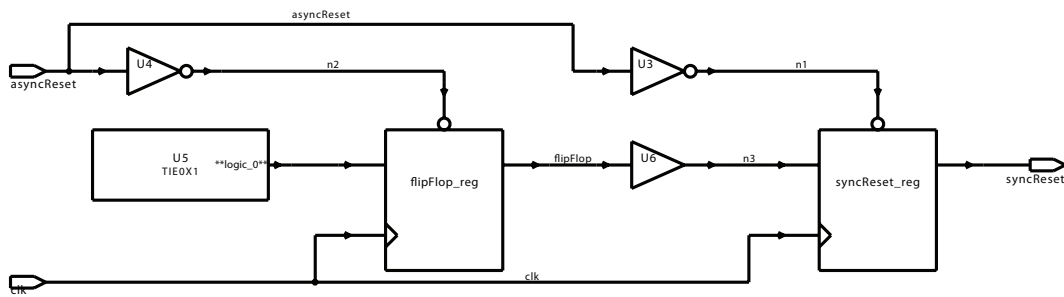 asyncReset
U4
U3
n2
n1
asyncReset
U5
**logic_0**
TIE0X1
flipFlop
U6
n3
flipFlop_reg
syncReset_reg
syncReset
clk
clk